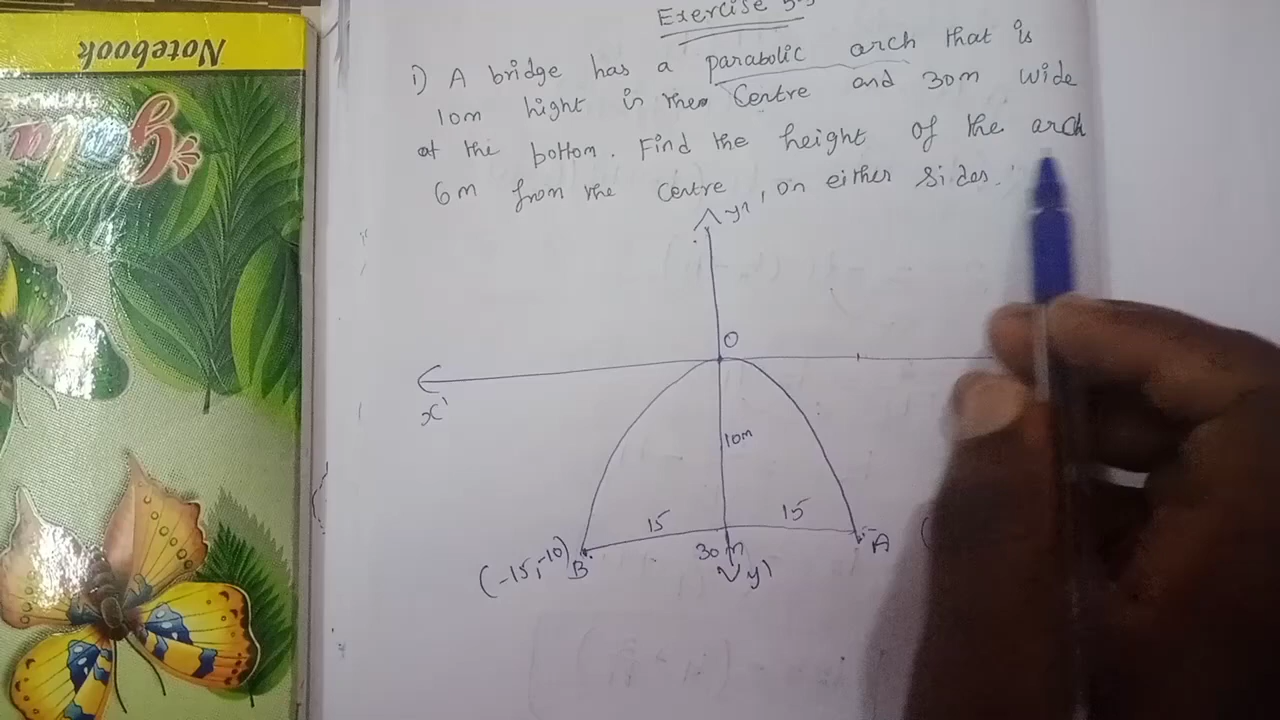 Notebook
Exercise
1) A bridge has a parabolic arch that is
10m hight in the Centre and 30m wide
at the bottom. Find the height of the arch
6m from the Centre, on either sides.
y
O
x'
10m
15
15
(-15,-10) B
30m
A
(
y'